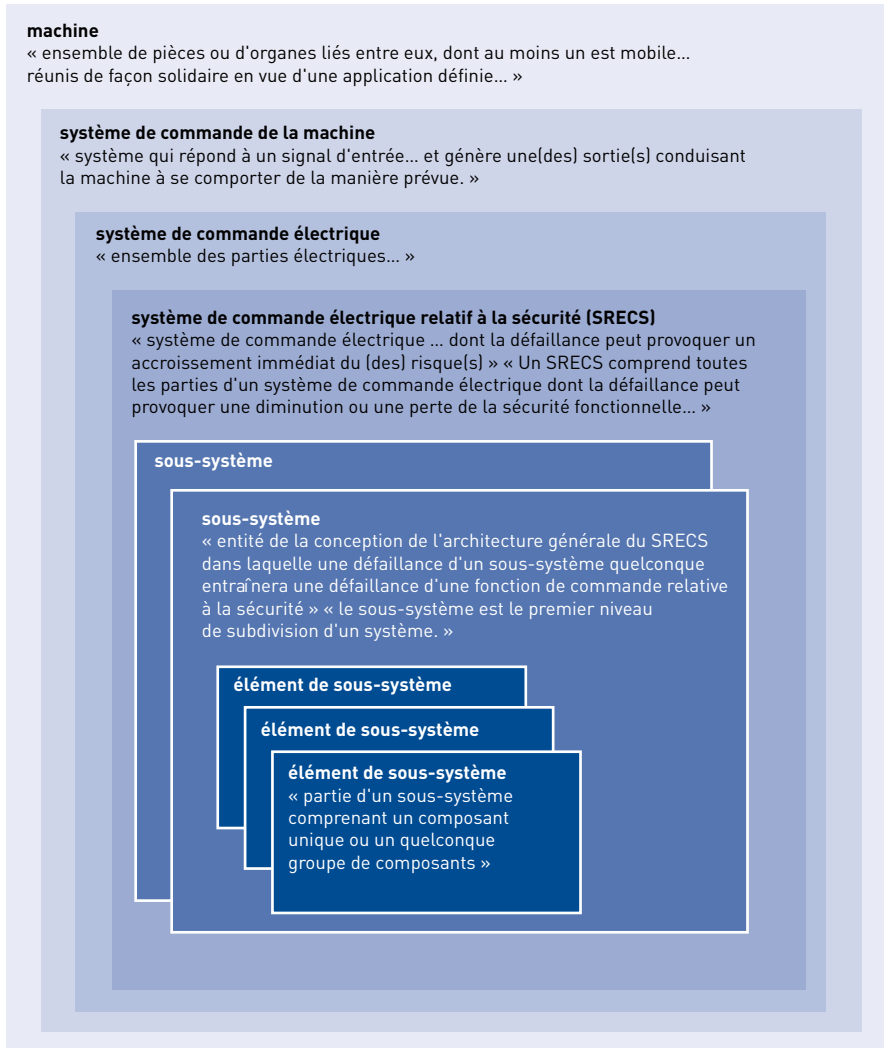 machine
« ensemble de pièces ou d'organes liés entre eux, dont au moins un est mobile...
réunis de façon solidaire en vue d'une application définie... »
système de commande de la machine
« système qui répond à un signal d'entrée... et génère une(des) sortie(s) conduisant
la machine à se comporter de la manière prévue. »
système de commande électrique
« ensemble des parties électriques... »
système de commande électrique relatif à la sécurité (SRECS)
« système de commande électrique ... dont la défaillance peut provoquer un
accroissement immédiat du (des) risque(s) » « Un SRECS comprend toutes
les parties d'un système de commande électrique dont la défaillance peut
provoquer une diminution ou une perte de la sécurité fonctionnelle... »
sous-système
sous-système
« entité de la conception de l'architecture générale du SRECS
dans laquelle une défaillance d'un sous-système quelconque
entraînera une défaillance d'une fonction de commande relative
à la sécurité » « le sous-système est le premier niveau
de subdivision d'un système. »
élément de sous-système
élément de sous-système
élément de sous-système
« partie d'un sous-système
comprenant un composant
unique ou un quelconque
groupe de composants »